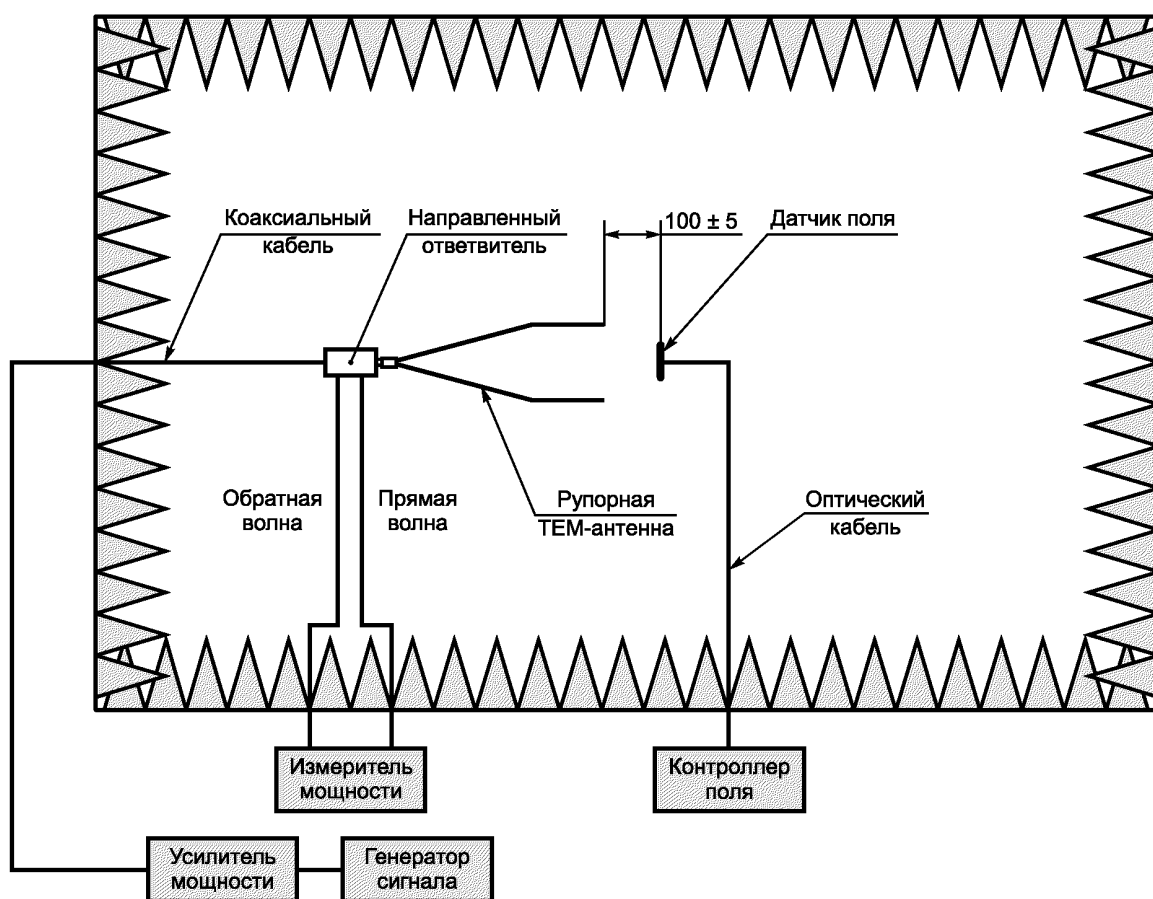 Коаксиальный
кабель
Направленный
ответвитель
100 ± 5
Датчик поля
Обратная
волна
Прямая
волна
Рупорная
ТЕМ-антенна
Оптический
кабель
Измеритель
мощности
Контроллер
поля
Усилитель
мощности
Генератор
сигнала